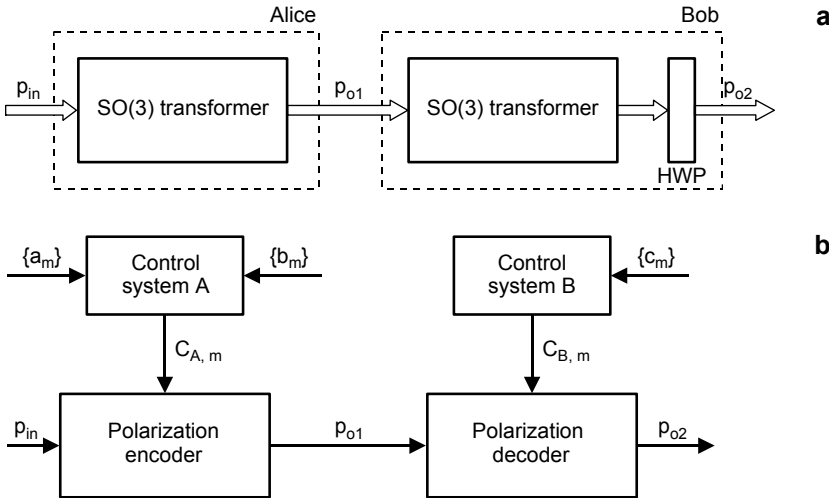 Alice Bob a
p_in SO(3) transformer p_o1 SO(3) transformer p_o2
HWP
{a_m} Control system A {b_m} Control system B {c_m} b
C_A, m C_B, m
p_in Polarization encoder p_o1 Polarization decoder p_o2